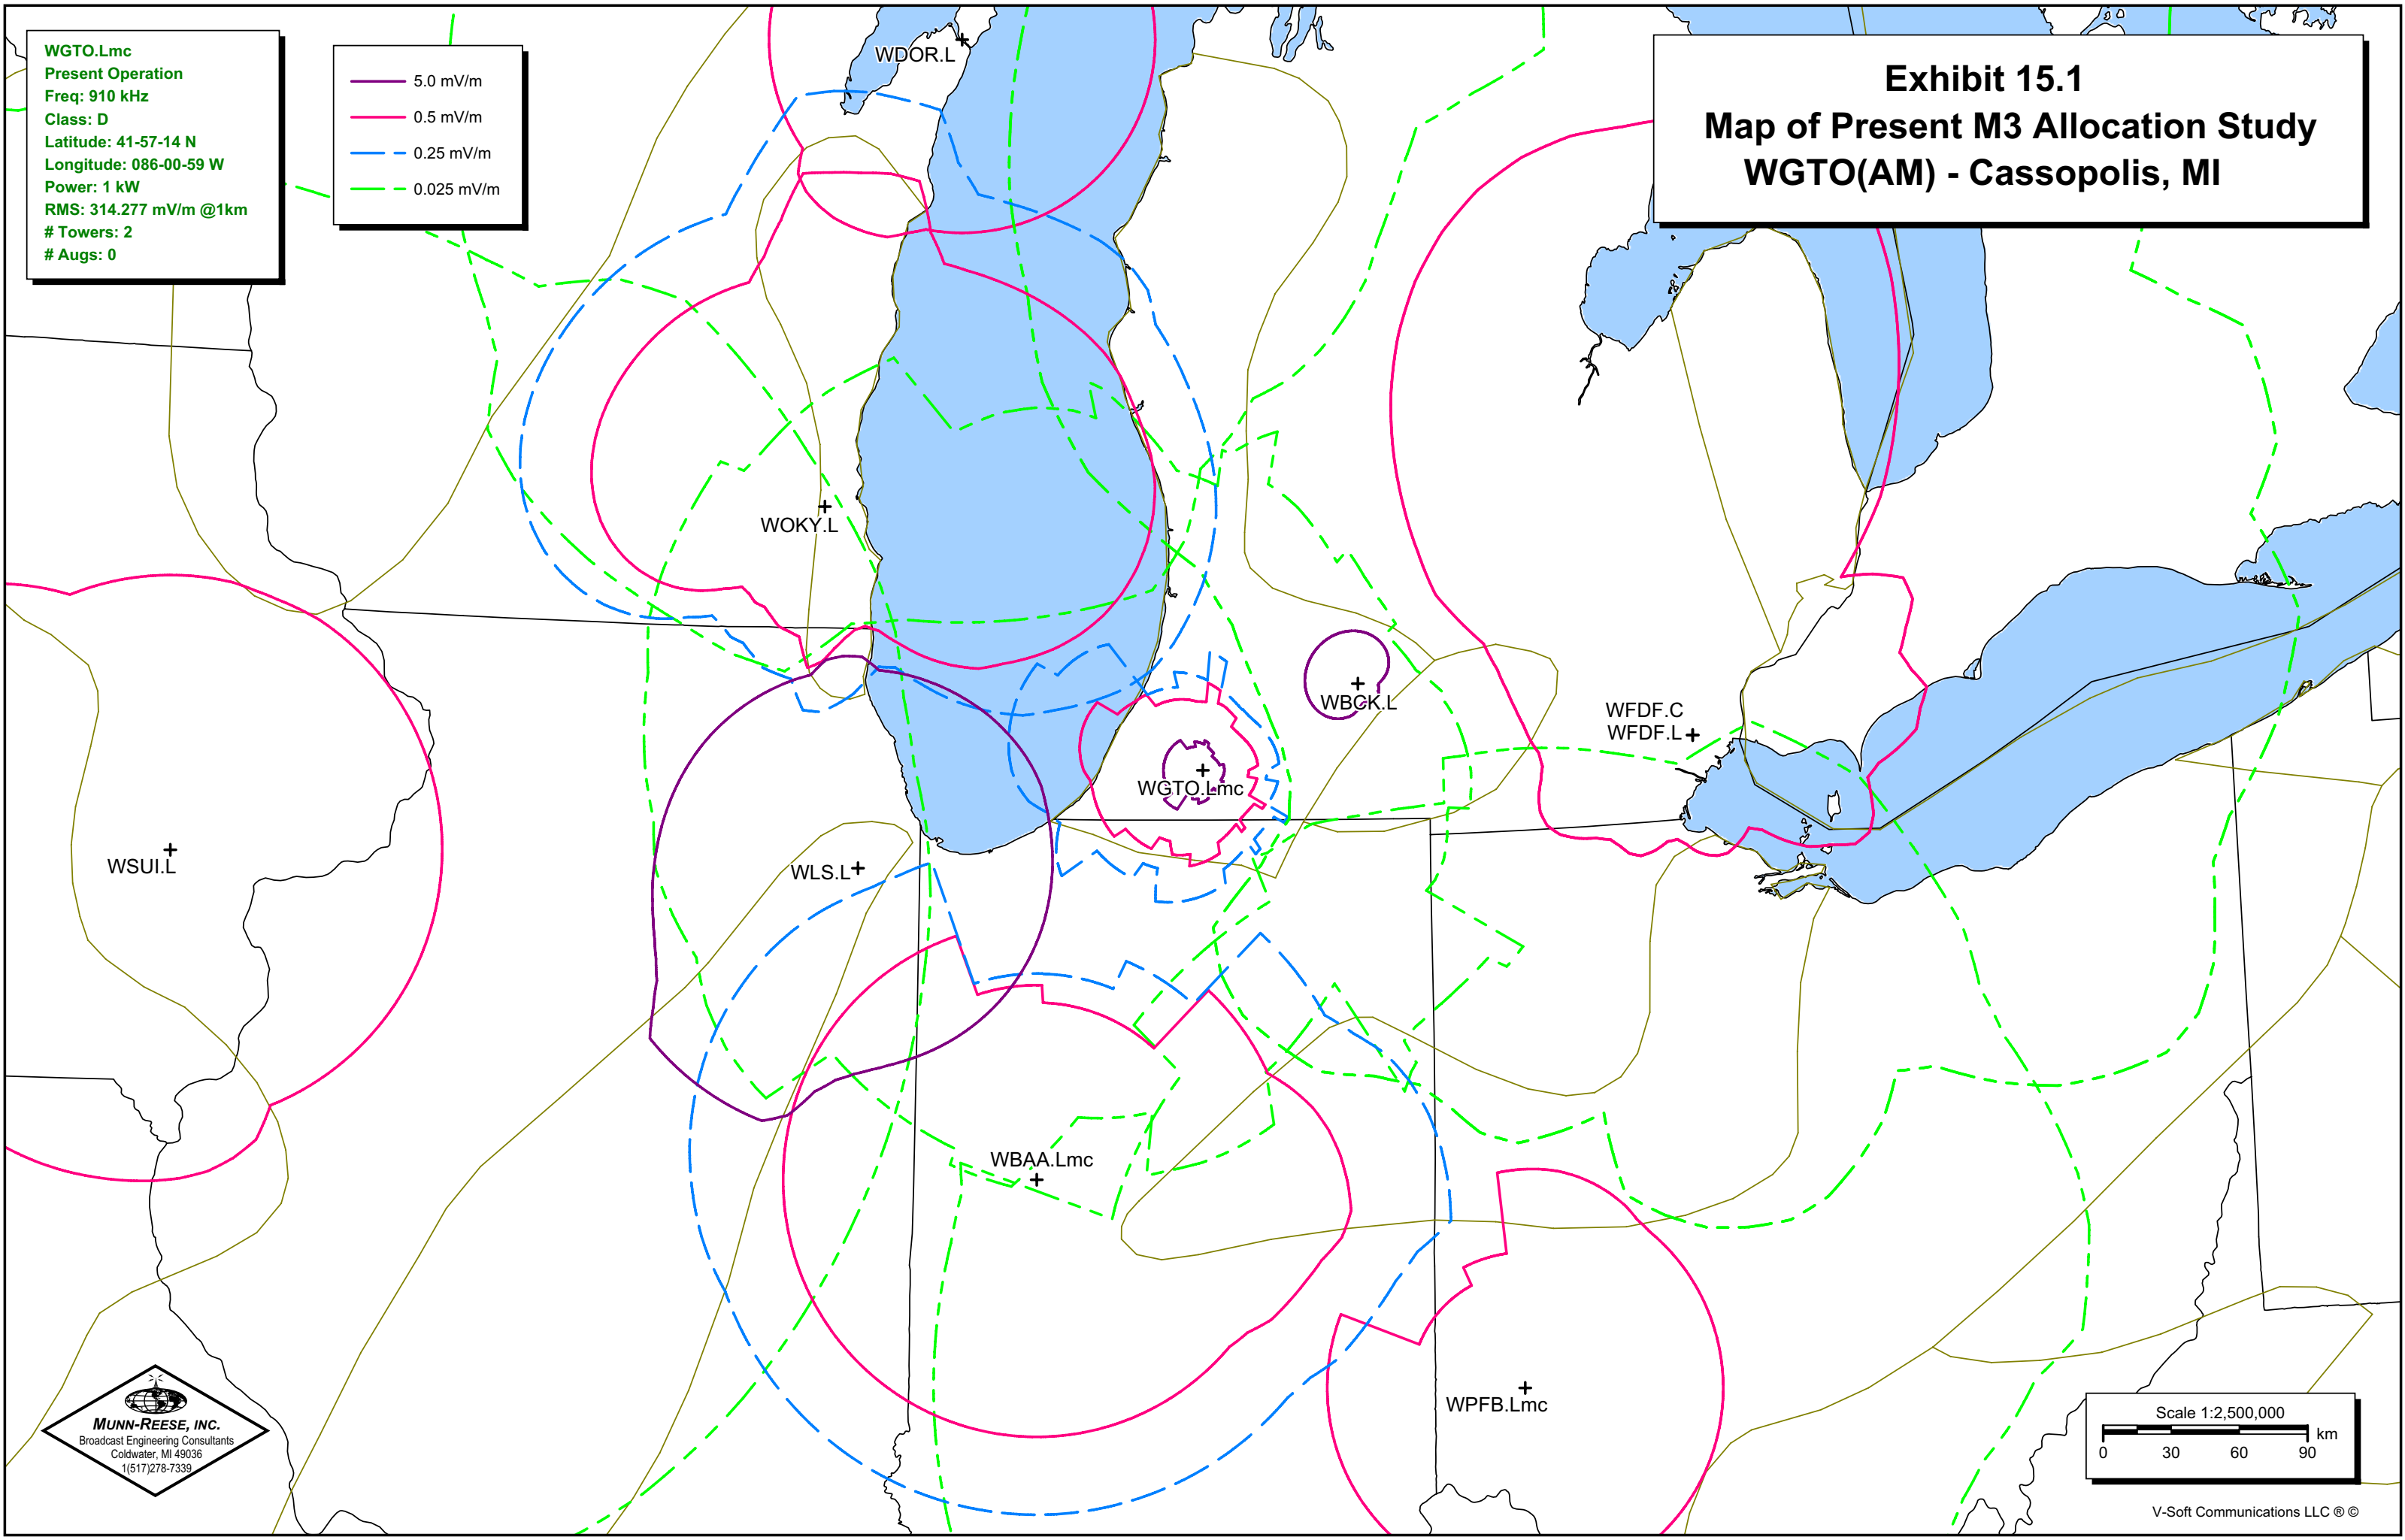 WGTO.Lmc
Present Operation
Freq: 910 kHz
Class: D
Latitude: 41-57-14 N
Longitude: 086-00-59 W
Power: 1 kW
RMS: 314.277 mV/m @1km
# Towers: 2
# Augs: 0
5.0 mV/m
0.5 mV/m
0.25 mV/m
0.025 mV/m
Exhibit 15.1
Map of Present M3 Allocation Study
WGTO(AM) - Cassopolis, MI
WDOR.L
WOKY.L
WBCK.L
WFDF.C
WFDF.L
WGTO.Lmc
WSUI.L
WLS.L
WBAA.Lmc
WPFB.Lmc
MUNN-REESE, INC.
Broadcast Engineering Consultants
Coldwater, MI 49036
1(517)278-7339
Scale 1:2,500,000
km
0 30 60 90
V-Soft Communications LLC ® ©